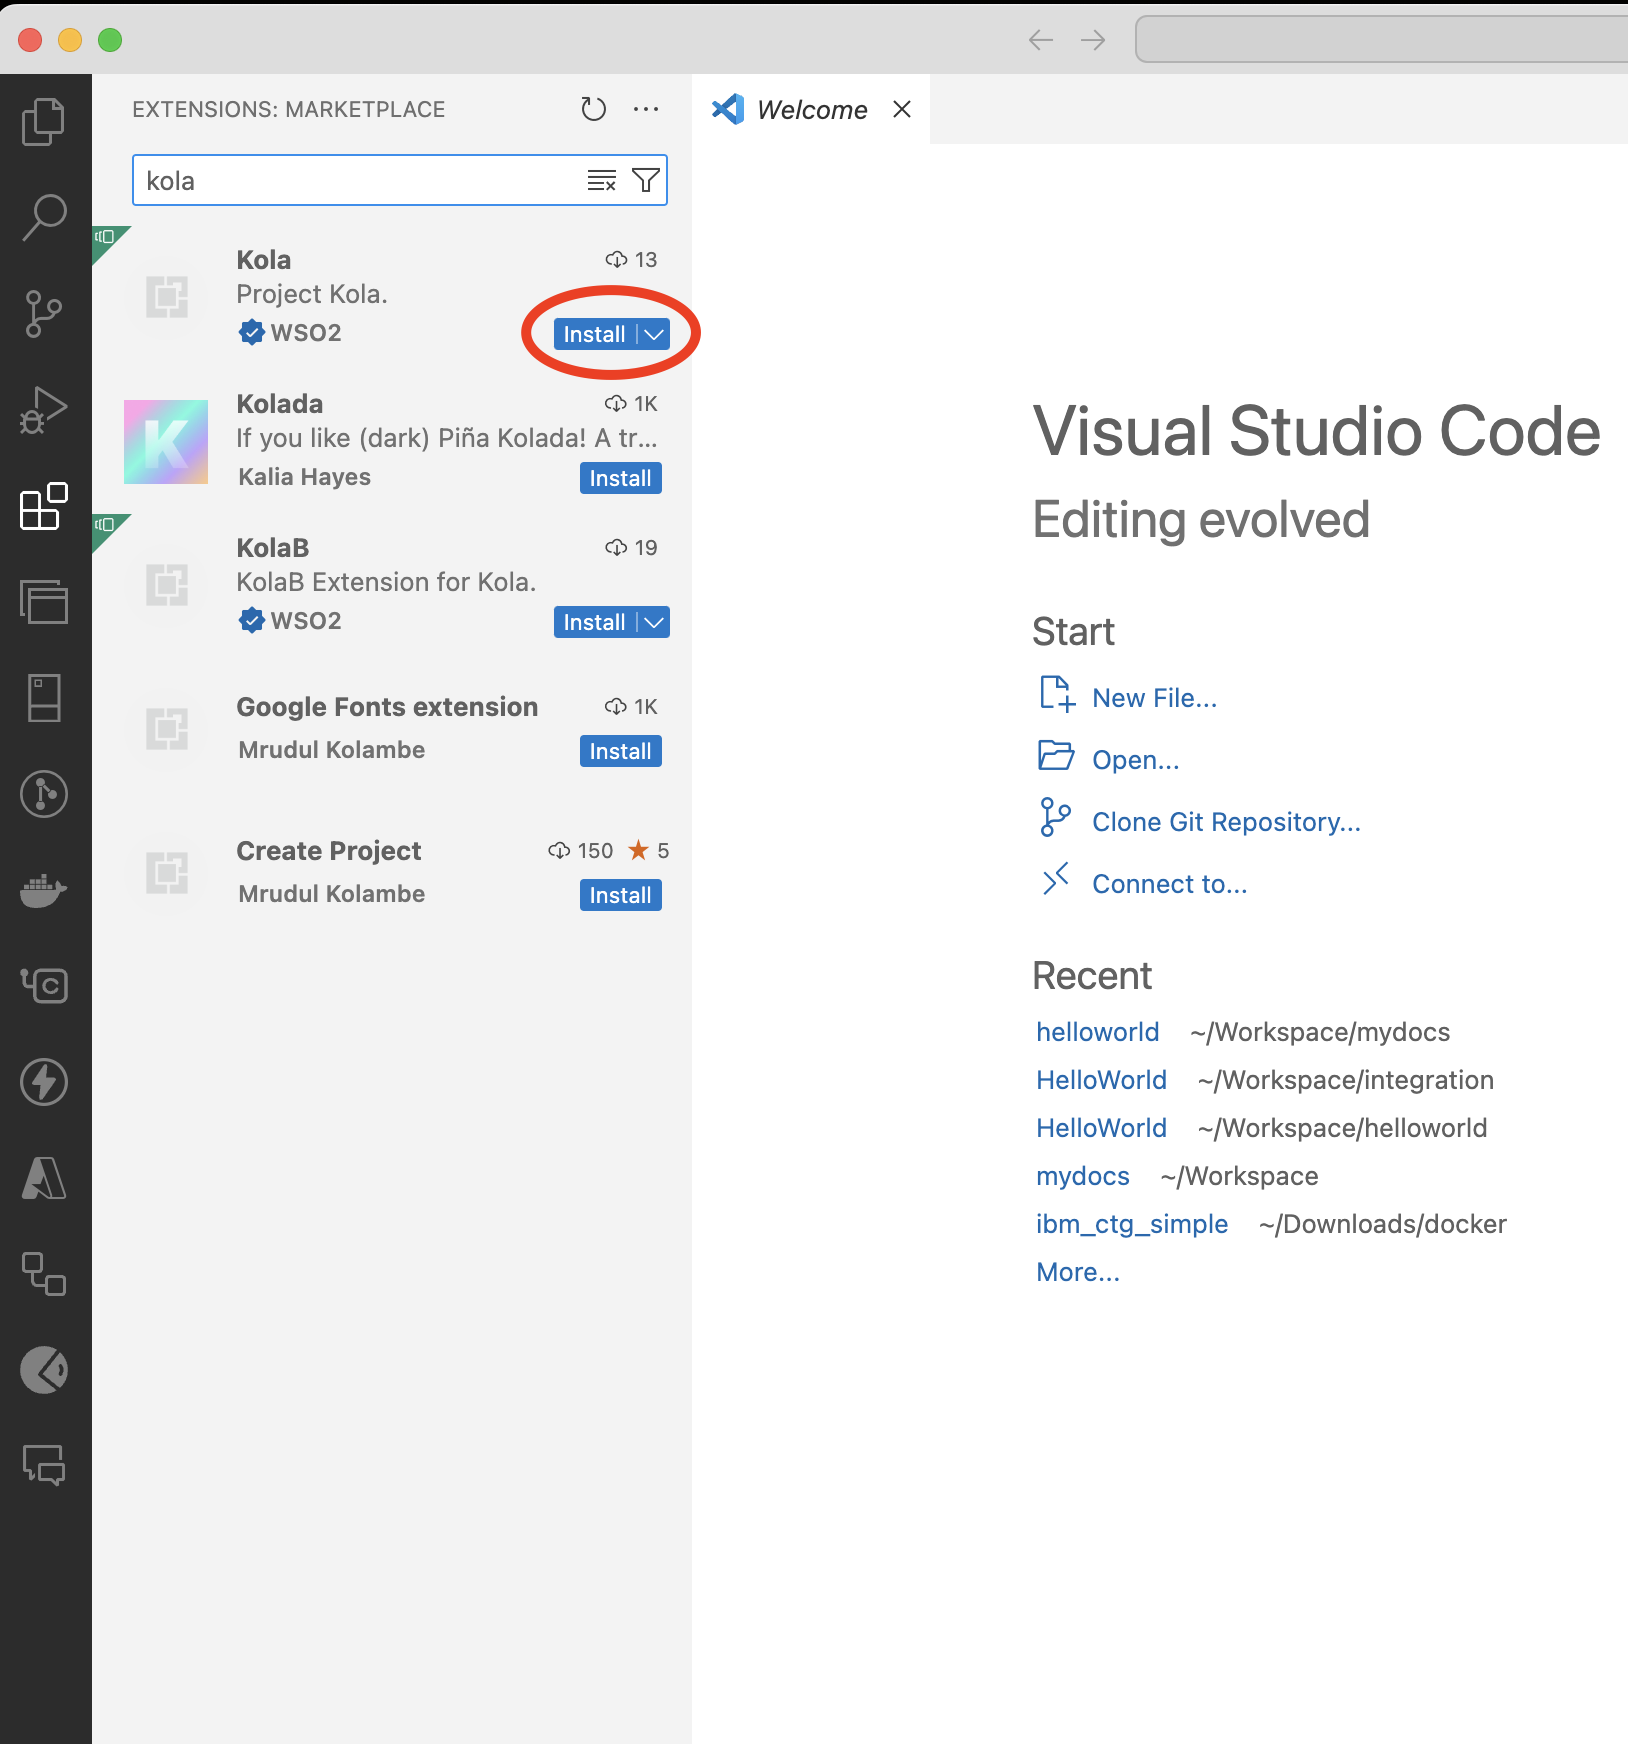 EXTENSIONS: MARKETPLACE
kola
Kola 13
Project Kola.
WSO2 Install
Kolada 1K
If you like (dark) Piña Kolada! A tr...
Kalia Hayes Install
KolaB 19
KolaB Extension for Kola.
WSO2 Install
Google Fonts extension 1K
Mrudul Kolambe Install
Create Project 150 5
Mrudul Kolambe Install
Welcome
Visual Studio Code
Editing evolved
Start
New File...
Open...
Clone Git Repository...
Connect to...
Recent
helloworld ~/Workspace/mydocs
HelloWorld ~/Workspace/integration
HelloWorld ~/Workspace/helloworld
mydocs ~/Workspace
ibm_ctg_simple ~/Downloads/docker
More...